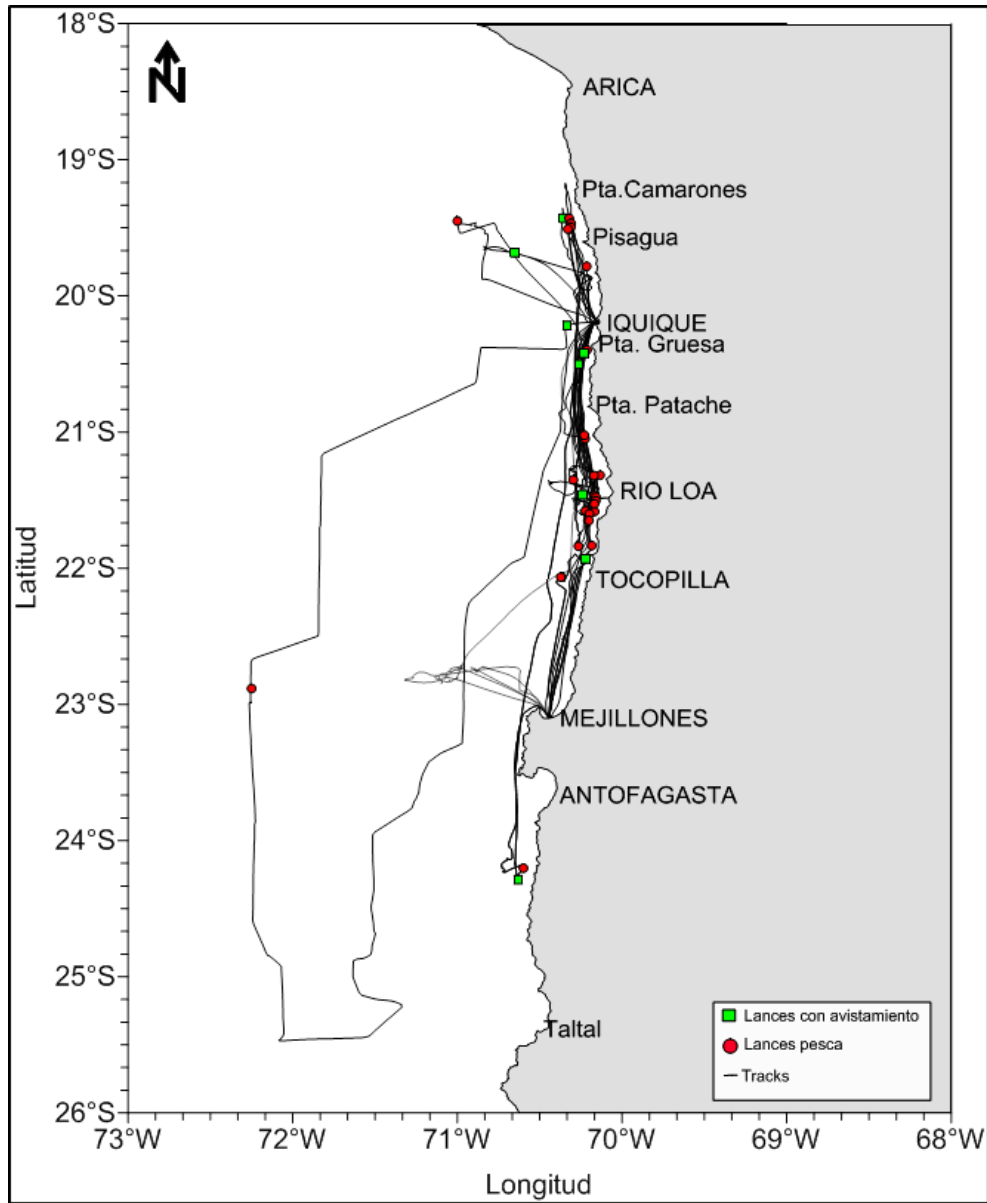 18°S
N
ARICA
19°S
Pta.Camarones
Pisagua
20°S
IQUIQUE
Pta. Gruesa
Pta. Patache
21°S
RIO LOA
22°S
TOCOPILLA
Latitud
23°S
MEJILLONES
ANTOFAGASTA
24°S
25°S
Taltal
Lances con avistamiento
Lances pesca
Tracks
26°S
73°W 72°W 71°W 70°W 69°W 68°W
Longitud